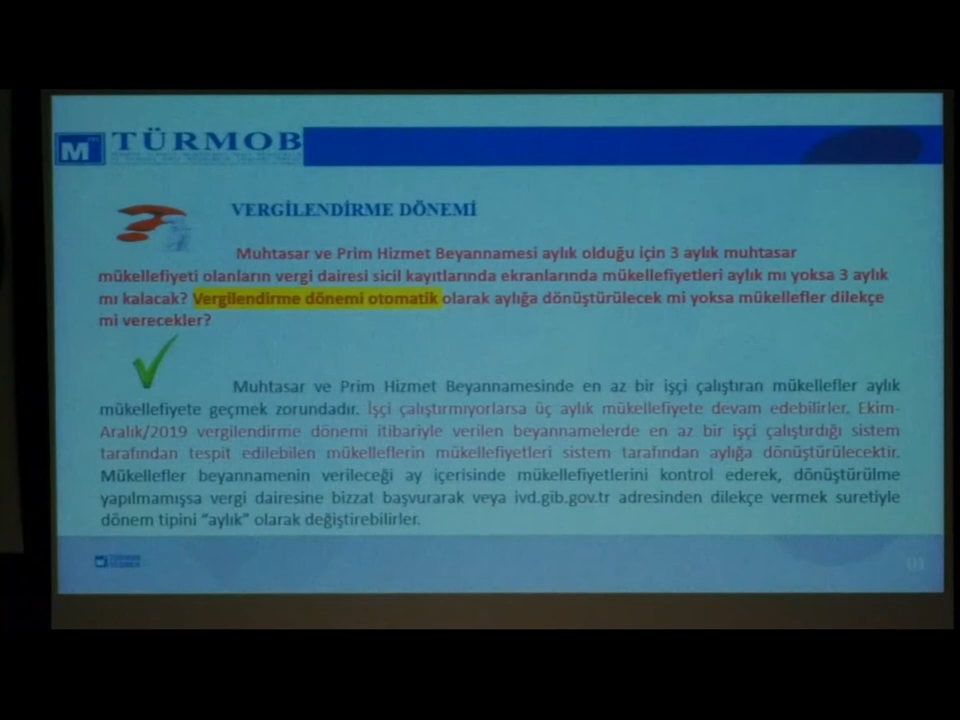 TÜRMOB
VERGİLENDİRME DÖNEMİ
Muhtasar ve Prim Hizmet Beyannamesi aylık olduğu için 3 aylık muhtasar
mükellefiyeti olanların vergi dairesi sicil kayıtlarında ekranlarında mükellefiyetleri aylık mı yoksa 3 aylık
mı kalacak? Vergilendirme dönemi otomatik olarak aylığa dönüştürülecek mi yoksa mükellefler dilekçe
mi verecekler?
Muhtasar ve Prim Hizmet Beyannamesinde en az bir işçi çalıştıran mükellefler aylık
mükellefiyete geçmek zorundadır. İşçi çalıştırmıyorlarsa üç aylık mükellefiyete devam edebilirler. Ekim-
Aralık/2019 vergilendirme dönemi itibariyle verilen beyannamelerde en az bir işçi çalıştırdığı sistem
tarafından tespit edilebilen mükelleflerin mükellefiyetleri sistem tarafından aylığa dönüştürülecektir.
Mükellefler beyannamenin verileceği ay içerisinde mükellefiyetlerini kontrol ederek, dönüştürülme
yapılmamışsa vergi dairesine bizzat başvurarak veya ivd.gib.gov.tr adresinden dilekçe vermek suretiyle
dönem tipini “aylık” olarak değiştirebilirler.